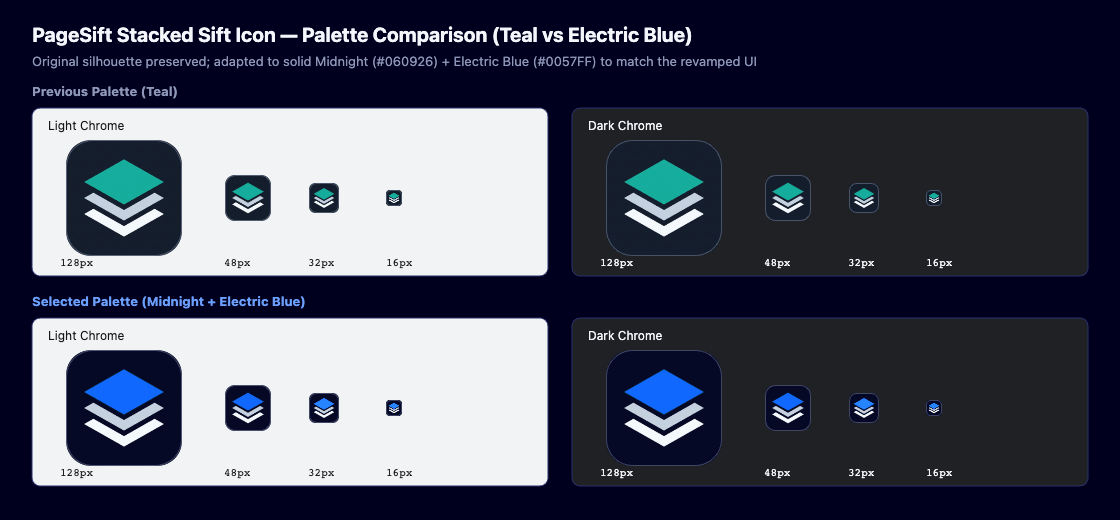 PageSift Stacked Sift Icon — Palette Comparison (Teal vs Electric Blue)
Original silhouette preserved; adapted to solid Midnight (#060926) + Electric Blue (#0057FF) to match the revamped UI
Previous Palette (Teal)
Light Chrome
128px 48px 32px 16px
Dark Chrome
128px 48px 32px 16px
Selected Palette (Midnight + Electric Blue)
Light Chrome
128px 48px 32px 16px
Dark Chrome
128px 48px 32px 16px